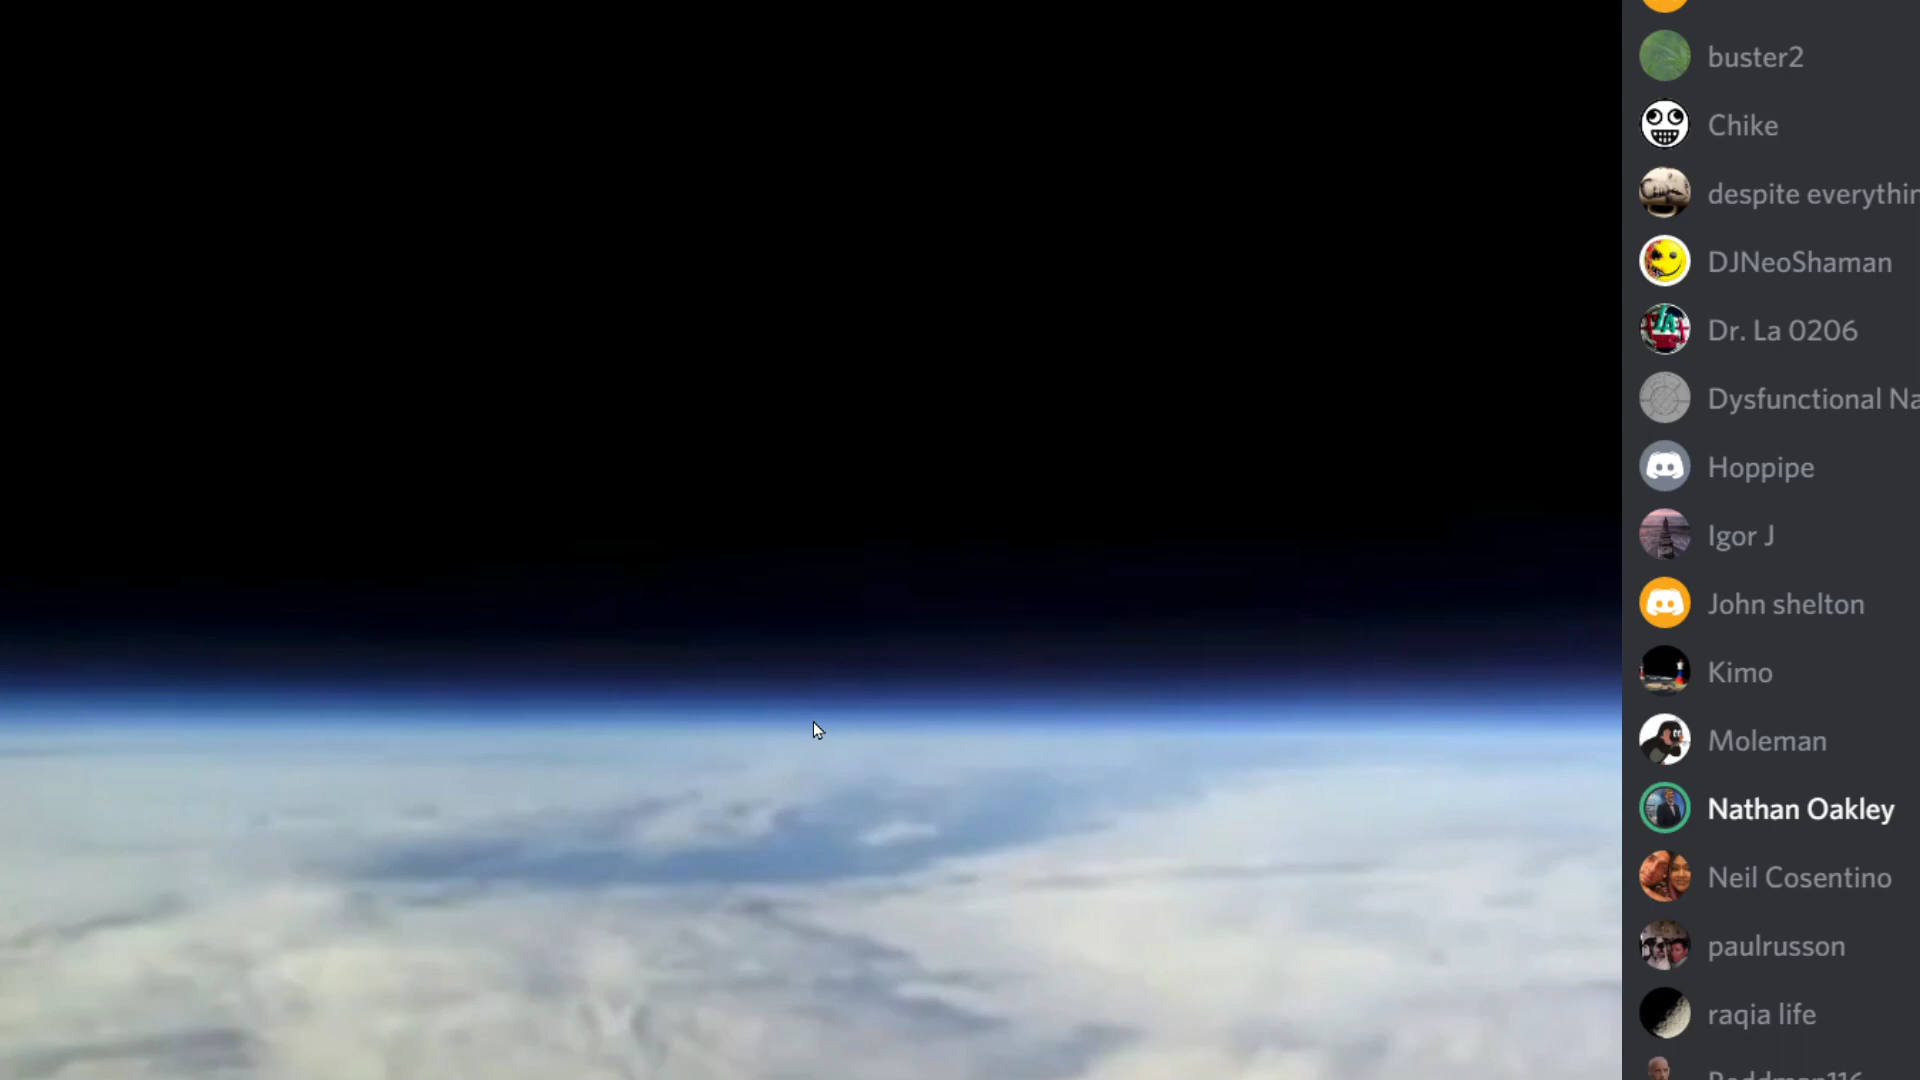 buster2
Chike
despite everythin
DJNeoShaman
Dr. La 0206
Dysfunctional Na
Hoppipe
Igor J
John shelton
Kimo
Moleman
Nathan Oakley
Neil Cosentino
paulrusson
raqia life